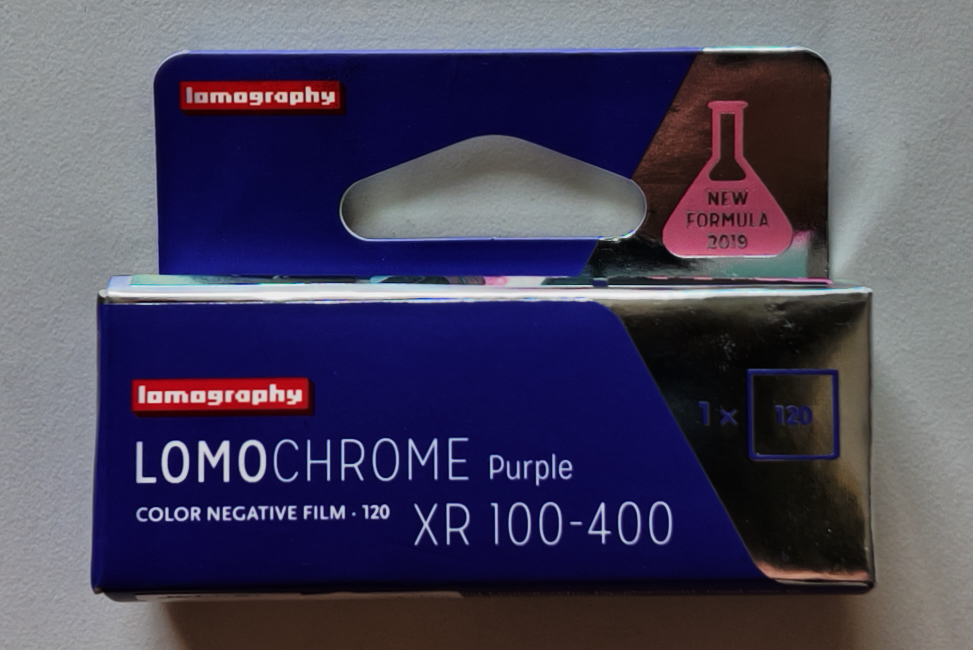 lomography
NEW
FORMULA
2019
lomography
LOMOCHROME Purple
COLOR NEGATIVE FILM · 120
XR 100-400
1 x 120